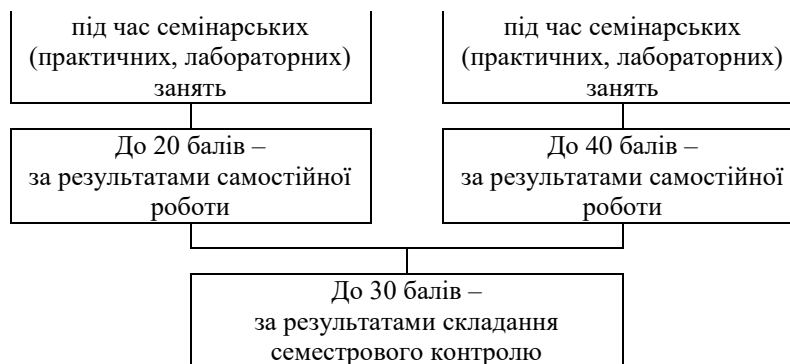 під час семінарських
(практичних, лабораторних)
занять
під час семінарських
(практичних, лабораторних)
занять
До 20 балів –
за результатами самостійної
роботи
До 40 балів –
за результатами самостійної
роботи
До 30 балів –
за результатами складання
семестрового контролю